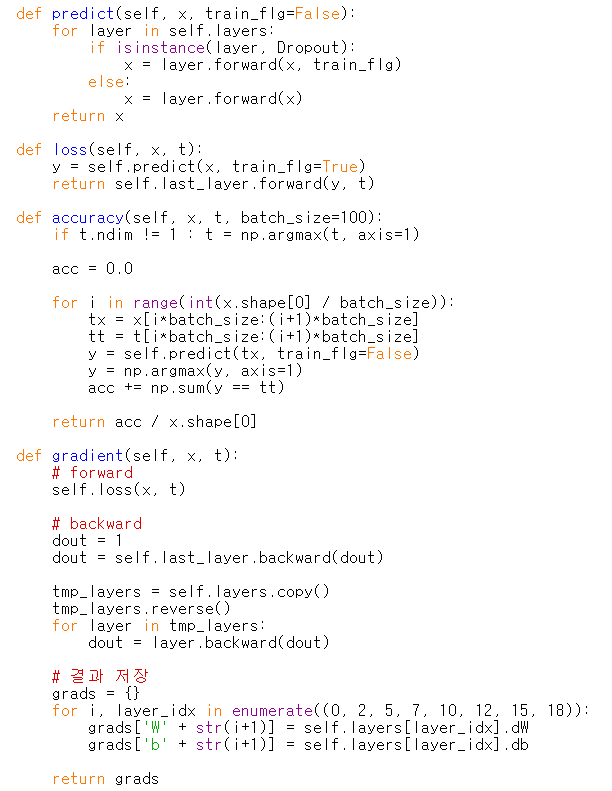 def predict(self, x, train_flg=False):
    for layer in self.layers:
        if isinstance(layer, Dropout):
            x = layer.forward(x, train_flg)
        else:
            x = layer.forward(x)
    return x

def loss(self, x, t):
    y = self.predict(x, train_flg=True)
    return self.last_layer.forward(y, t)

def accuracy(self, x, t, batch_size=100):
    if t.ndim != 1 : t = np.argmax(t, axis=1)

    acc = 0.0

    for i in range(int(x.shape[0] / batch_size)):
        tx = x[i*batch_size:(i+1)*batch_size]
        tt = t[i*batch_size:(i+1)*batch_size]
        y = self.predict(tx, train_flg=False)
        y = np.argmax(y, axis=1)
        acc += np.sum(y == tt)

    return acc / x.shape[0]

def gradient(self, x, t):
    # forward
    self.loss(x, t)

    # backward
    dout = 1
    dout = self.last_layer.backward(dout)

    tmp_layers = self.layers.copy()
    tmp_layers.reverse()
    for layer in tmp_layers:
        dout = layer.backward(dout)

    # 결과 저장
    grads = {}
    for i, layer_idx in enumerate((0, 2, 5, 7, 10, 12, 15, 18)):
        grads['W' + str(i+1)] = self.layers[layer_idx].dW
        grads['b' + str(i+1)] = self.layers[layer_idx].db

    return grads